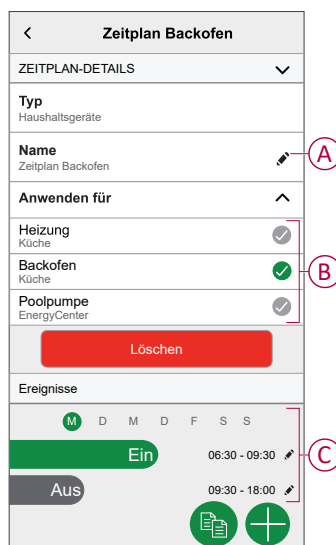 Zeitplan Backofen
ZEITPLAN-DETAILS
Typ
Haushaltsgeräte
Name
Zeitplan Backofen
A
Anwenden für
Heizung
Küche
Backofen
Küche
B
Poolpumpe
EnergyCenter
Löschen
Ereignisse
M D M D F S S
Ein 06:30 - 09:30
C
Aus 09:30 - 18:00